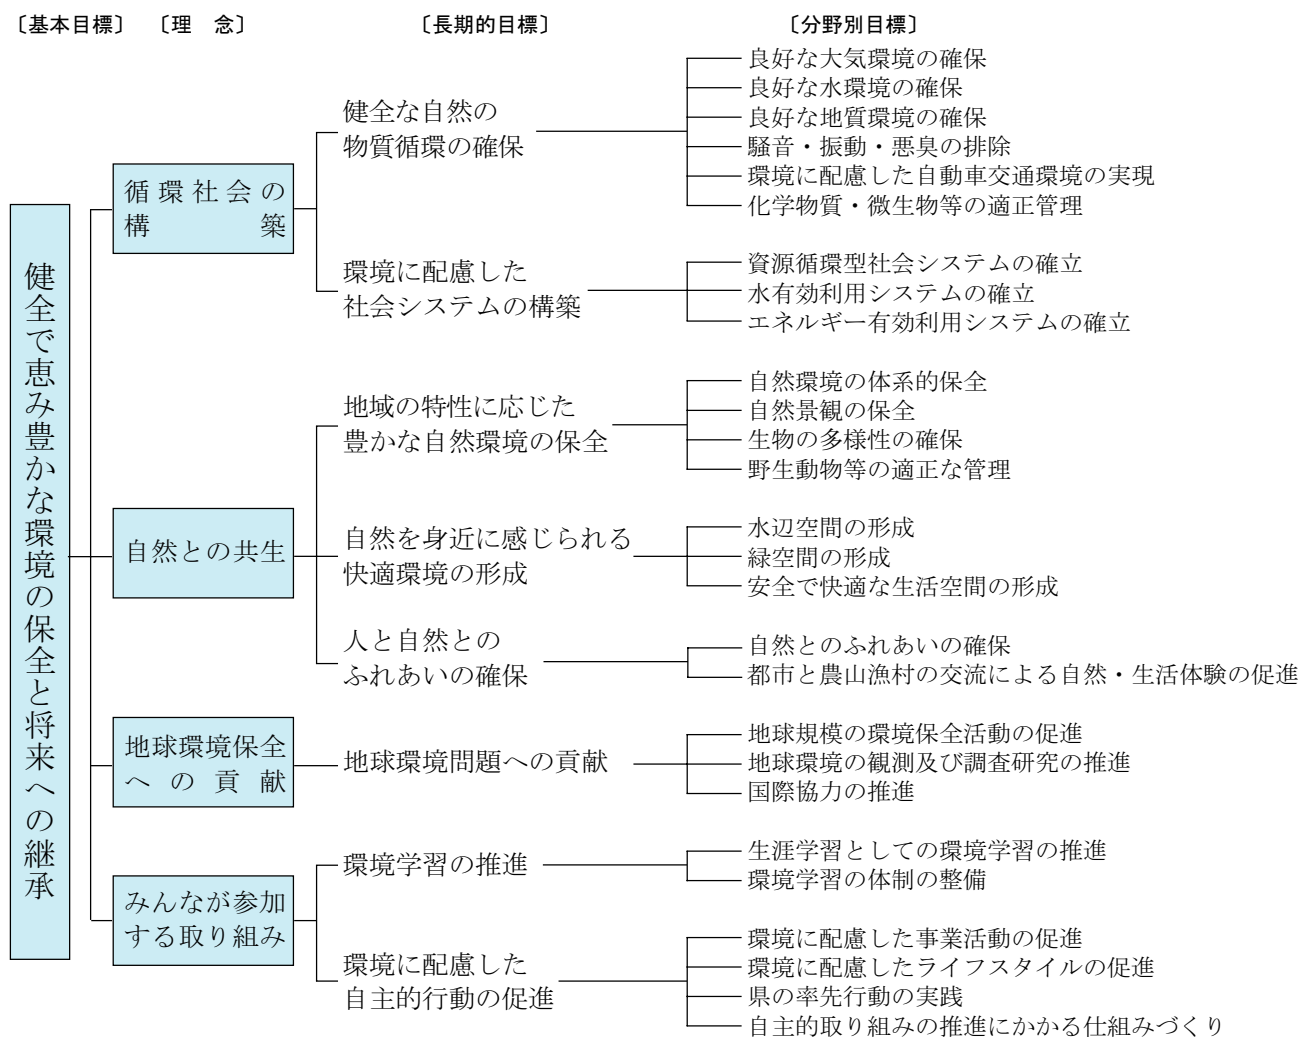 〔基本目標〕 〔理　念〕 〔長期的目標〕 〔分野別目標〕
健全で恵み豊かな環境の保全と将来への継承
循環社会の
構築
健全な自然の
物質循環の確保
良好な大気環境の確保
良好な水環境の確保
良好な地質環境の確保
騒音・振動・悪臭の排除
環境に配慮した自動車交通環境の実現
化学物質・微生物等の適正管理
環境に配慮した
社会システムの構築
資源循環型社会システムの確立
水有効利用システムの確立
エネルギー有効利用システムの確立
自然との共生
地域の特性に応じた
豊かな自然環境の保全
自然環境の体系的保全
自然景観の保全
生物の多様性の確保
野生動物等の適正な管理
自然を身近に感じられる
快適環境の形成
水辺空間の形成
緑空間の形成
安全で快適な生活空間の形成
人と自然との
ふれあいの確保
自然とのふれあいの確保
都市と農山漁村の交流による自然・生活体験の促進
地球環境保全
への貢献
地球環境問題への貢献
地球規模の環境保全活動の促進
地球環境の観測及び調査研究の推進
国際協力の推進
みんなが参加
する取り組み
環境学習の推進
生涯学習としての環境学習の推進
環境学習の体制の整備
環境に配慮した
自主的行動の促進
環境に配慮した事業活動の促進
環境に配慮したライフスタイルの促進
県の率先行動の実践
自主的取り組みの推進にかかる仕組みづくり